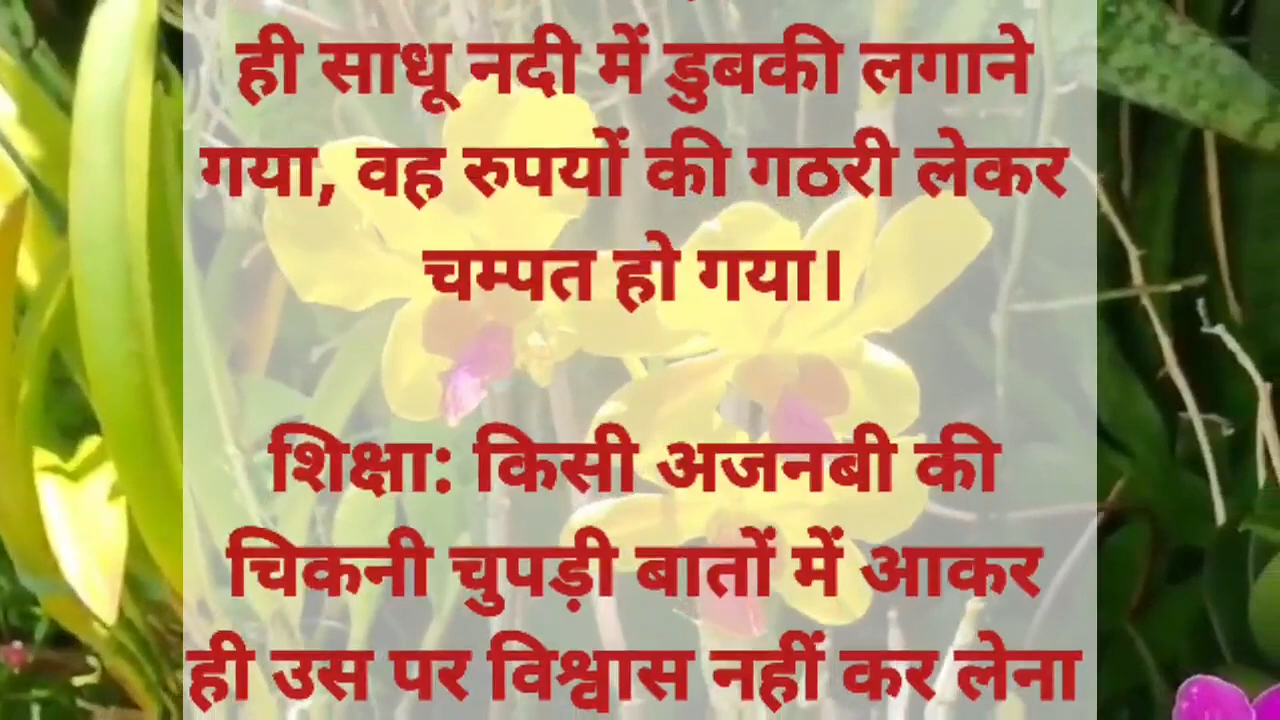 ही साधू नदी में डुबकी लगाने
गया, वह रुपयों की गठरी लेकर
चम्पत हो गया।
शिक्षा: किसी अजनबी की
चिकनी चुपड़ी बातों में आकर
ही उस पर विश्वास नहीं कर लेना